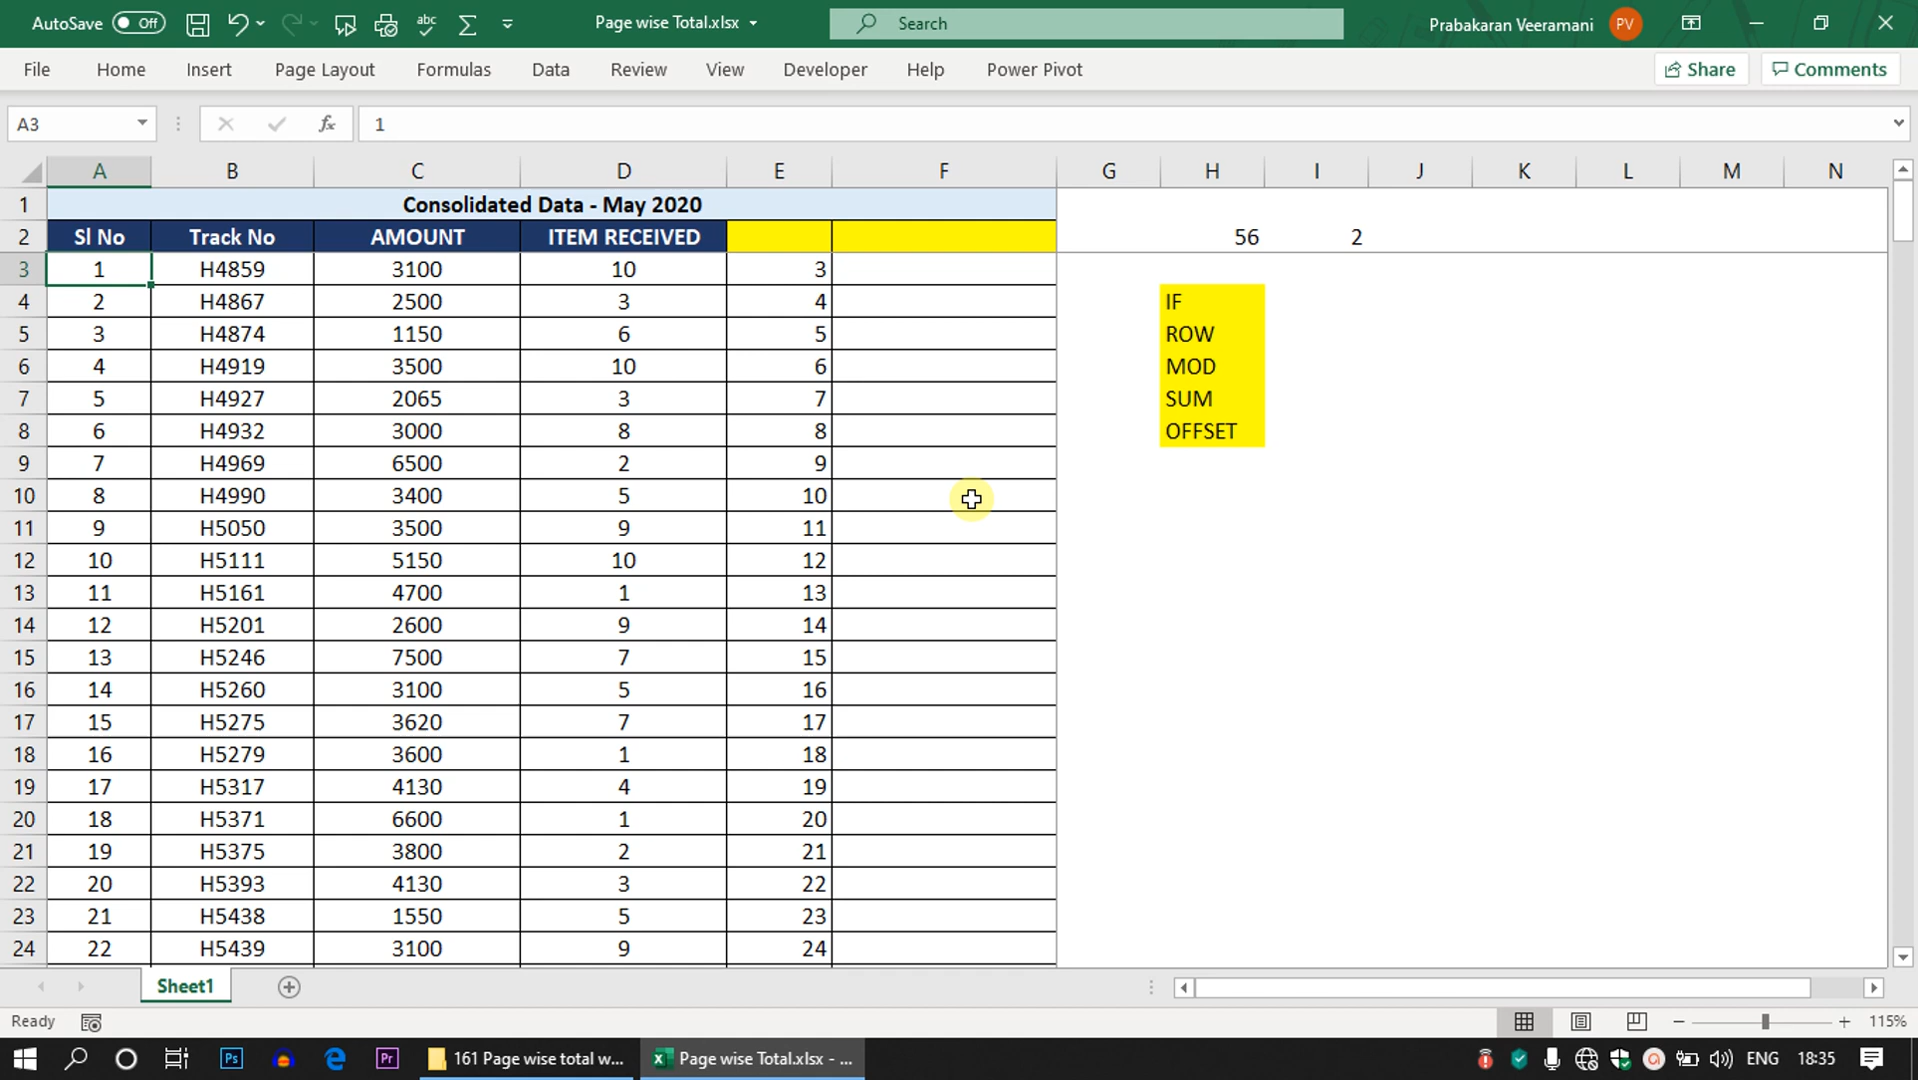 AutoSave Off Page wise Total.xlsx Search Prabakaran Veeramani PV
File Home Insert Page Layout Formulas Data Review View Developer Help Power Pivot Share Comments
A3 fx 1
A B C D E F G H I J K L M N
1 Consolidated Data - May 2020
2 Sl No Track No AMOUNT ITEM RECEIVED 56 2
3 1 H4859 3100 10 3
4 2 H4867 2500 3 4 IF
5 3 H4874 1150 6 5 ROW
6 4 H4919 3500 10 6 MOD
7 5 H4927 2065 3 7 SUM
8 6 H4932 3000 8 8 OFFSET
9 7 H4969 6500 2 9
10 8 H4990 3400 5 10
11 9 H5050 3500 9 11
12 10 H5111 5150 10 12
13 11 H5161 4700 1 13
14 12 H5201 2600 9 14
15 13 H5246 7500 7 15
16 14 H5260 3100 5 16
17 15 H5275 3620 7 17
18 16 H5279 3600 1 18
19 17 H5317 4130 4 19
20 18 H5371 6600 1 20
21 19 H5375 3800 2 21
22 20 H5393 4130 3 22
23 21 H5438 1550 5 23
24 22 H5439 3100 9 24
Sheet1
Ready 115%
Ps Pr 161 Page wise total w... Page wise Total.xlsx - ... ENG 18:35